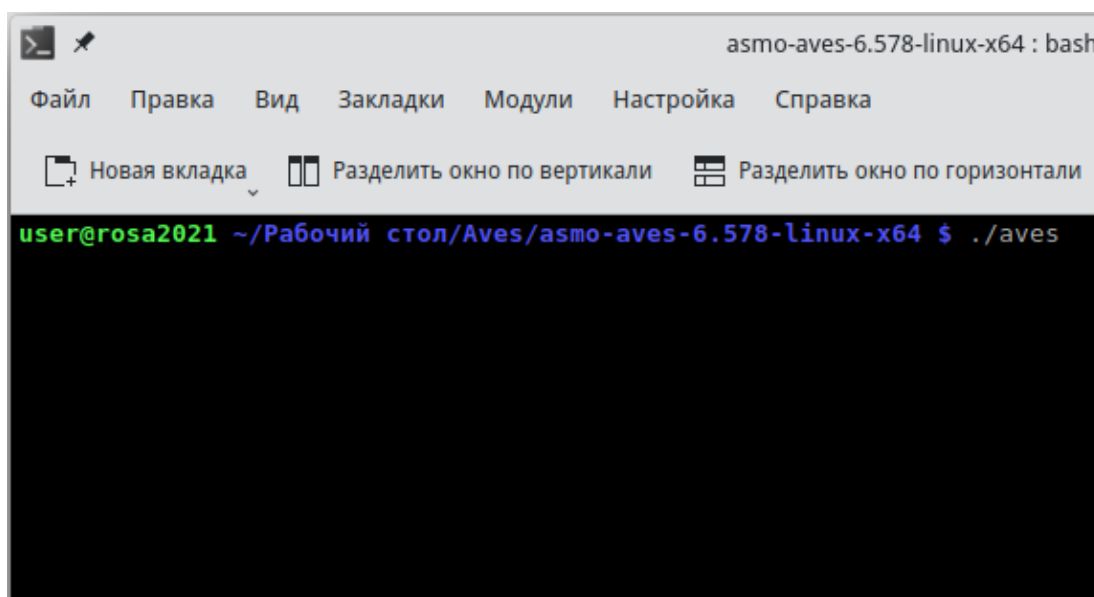 asmo-aves-6.578-linux-x64 : bash
Файл Правка Вид Закладки Модули Настройка Справка
Новая вкладка Разделить окно по вертикали Разделить окно по горизонтали
user@rosa2021 ~/Рабочий стол/Aves/asmo-aves-6.578-linux-x64 $ ./aves